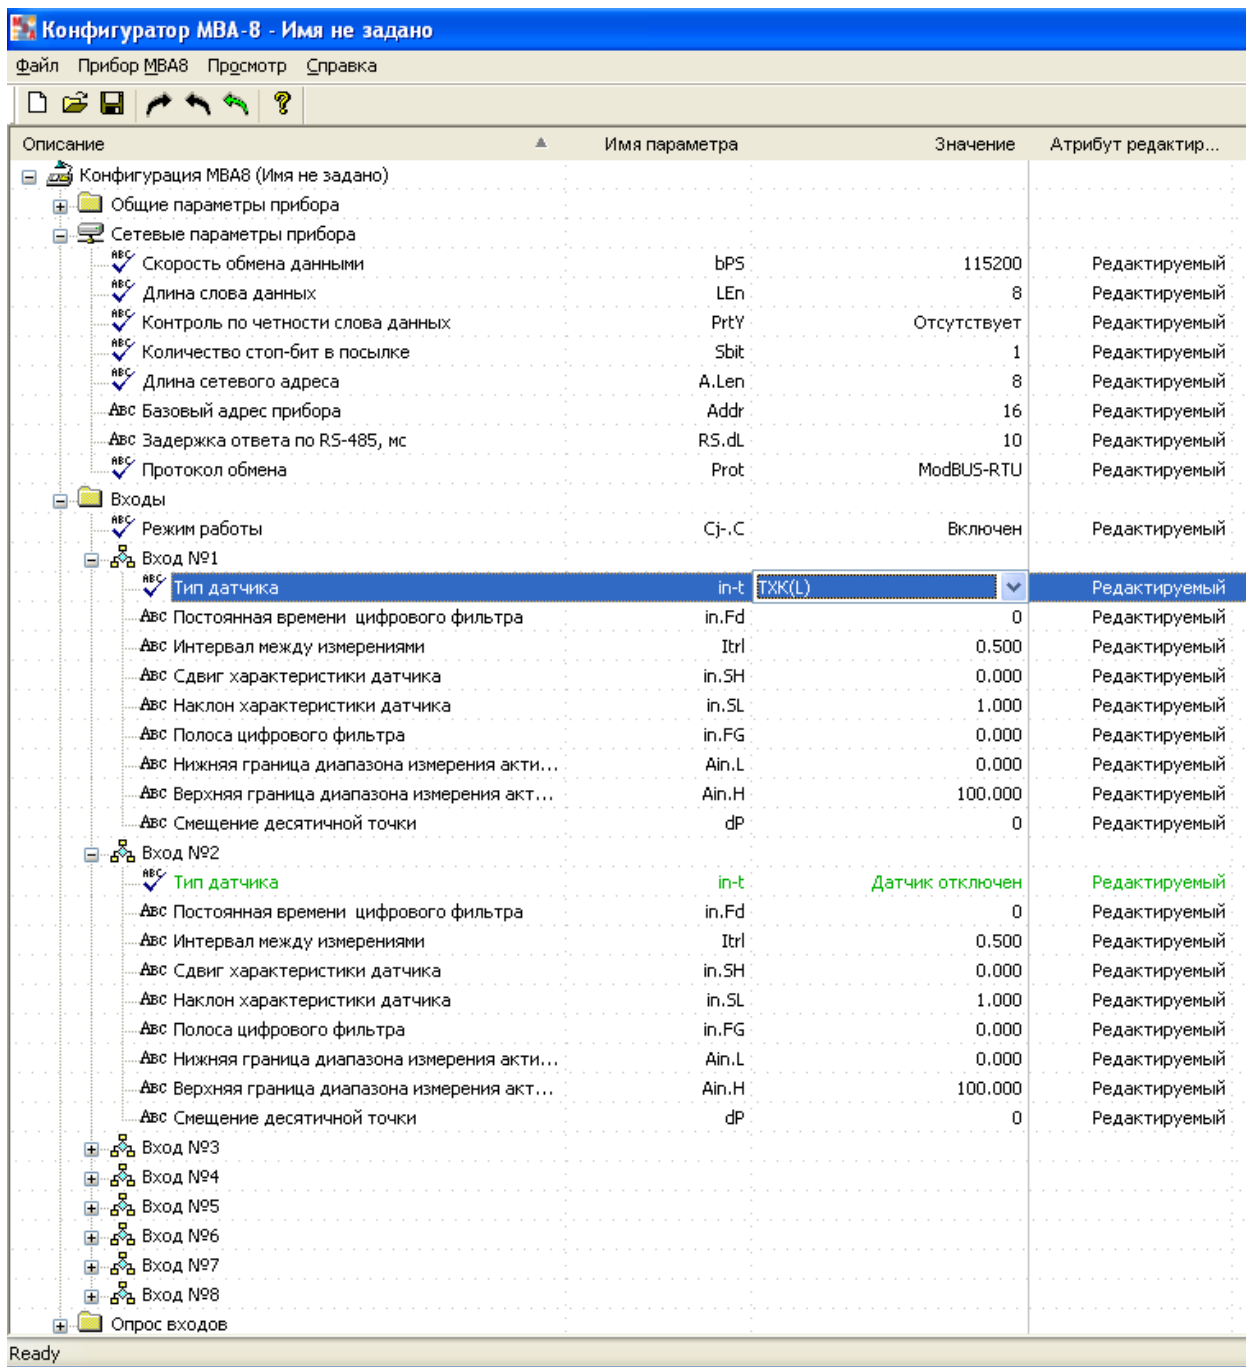 Конфигуратор МВА-8 - Имя не задано
Файл Прибор МВА8 Просмотр Справка
Описание Имя параметра Значение Атрибут редактир...
Конфигурация МВА8 (Имя не задано)
Общие параметры прибора
Сетевые параметры прибора
Скорость обмена данными bPS 115200 Редактируемый
Длина слова данных LEn 8 Редактируемый
Контроль по четности слова данных PrtY Отсутствует Редактируемый
Количество стоп-бит в посылке Sbit 1 Редактируемый
Длина сетевого адреса A.Len 8 Редактируемый
Базовый адрес прибора Addr 16 Редактируемый
Задержка ответа по RS-485, мс RS.dL 10 Редактируемый
Протокол обмена Prot ModBUS-RTU Редактируемый
Входы
Режим работы Cj-.C Включен Редактируемый
Вход №1
Тип датчика in-t ТХК(L) Редактируемый
Постоянная времени цифрового фильтра in.Fd 0 Редактируемый
Интервал между измерениями Itrl 0.500 Редактируемый
Сдвиг характеристики датчика in.SH 0.000 Редактируемый
Наклон характеристики датчика in.SL 1.000 Редактируемый
Полоса цифрового фильтра in.FG 0.000 Редактируемый
Нижняя граница диапазона измерения акти... Ain.L 0.000 Редактируемый
Верхняя граница диапазона измерения акт... Ain.H 100.000 Редактируемый
Смещение десятичной точки dP 0 Редактируемый
Вход №2
Тип датчика in-t Датчик отключен Редактируемый
Постоянная времени цифрового фильтра in.Fd 0 Редактируемый
Интервал между измерениями Itrl 0.500 Редактируемый
Сдвиг характеристики датчика in.SH 0.000 Редактируемый
Наклон характеристики датчика in.SL 1.000 Редактируемый
Полоса цифрового фильтра in.FG 0.000 Редактируемый
Нижняя граница диапазона измерения акти... Ain.L 0.000 Редактируемый
Верхняя граница диапазона измерения акт... Ain.H 100.000 Редактируемый
Смещение десятичной точки dP 0 Редактируемый
Вход №3
Вход №4
Вход №5
Вход №6
Вход №7
Вход №8
Опрос входов
Ready